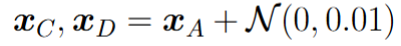 x_C, x_D = x_A + 𝒩(0, 0.01)